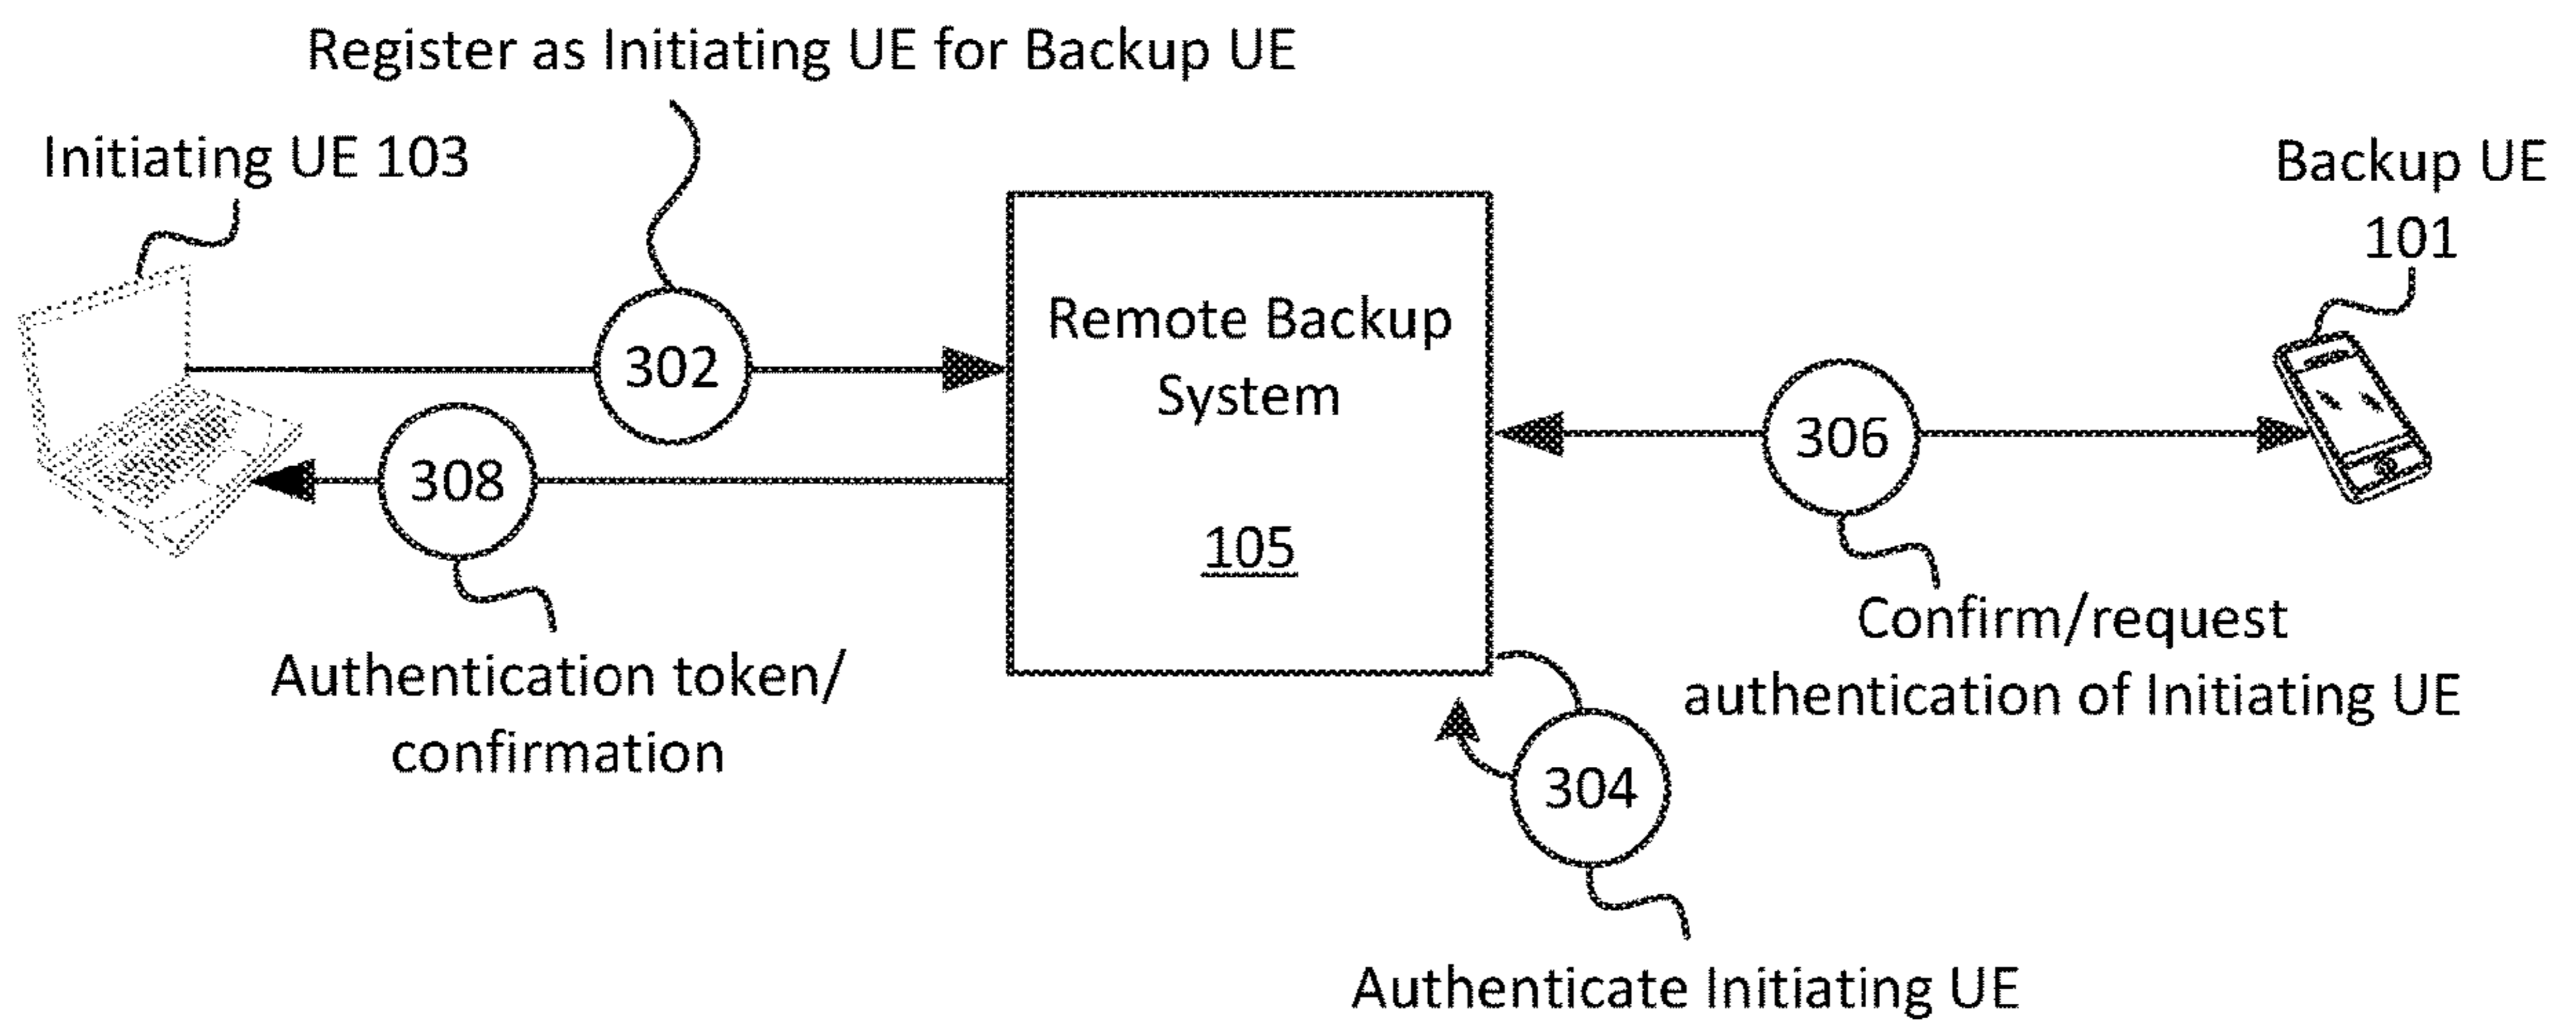 Register as Initiating UE for Backup UE
Initiating UE 103
Backup UE
101
Remote Backup
System
105
302
308
306
304
Confirm/request
authentication of Initiating UE
Authentication token/
confirmation
Authenticate Initiating UE